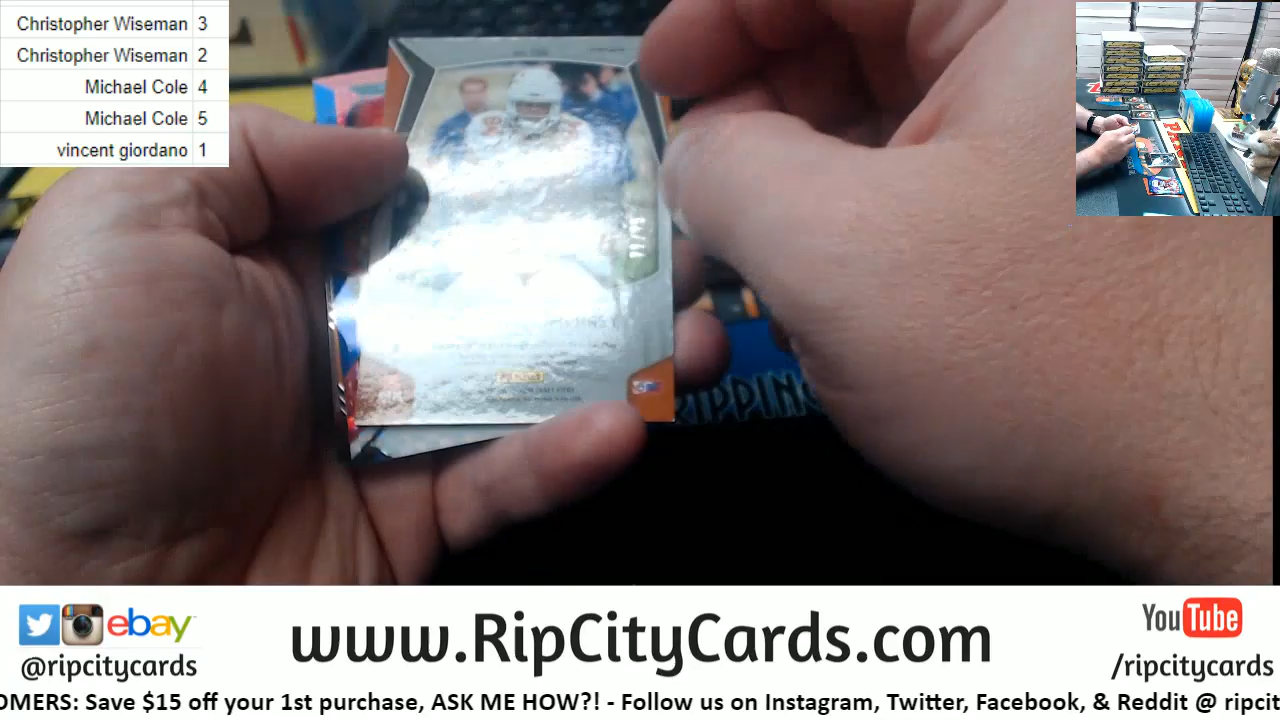 Christopher Wiseman 3
Christopher Wiseman 2
Michael Cole 4
Michael Cole 5
vincent giordano 1
RIPPING
ebay
@ripcitycards
www.RipCityCards.com
YouTube
/ripcitycards
OMERS: Save $15 off your 1st purchase, ASK ME HOW?! - Follow us on Instagram, Twitter, Facebook, & Reddit @ ripcit